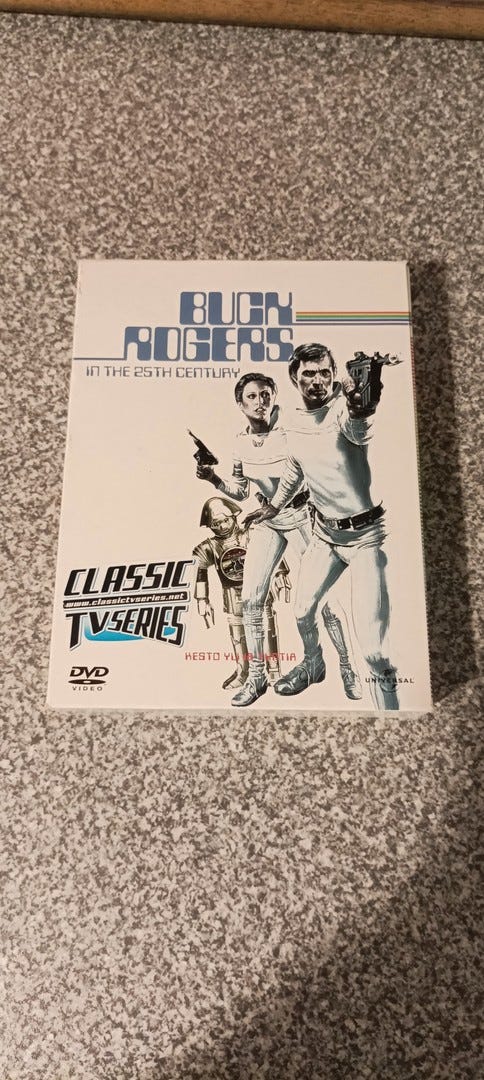 BUCK
ROGERS
IN THE 25TH CENTURY
CLASSIC
www.classictvseries.net
TV SERIES
KESTO YLI
DVD
VIDEO
UNIVERSAL